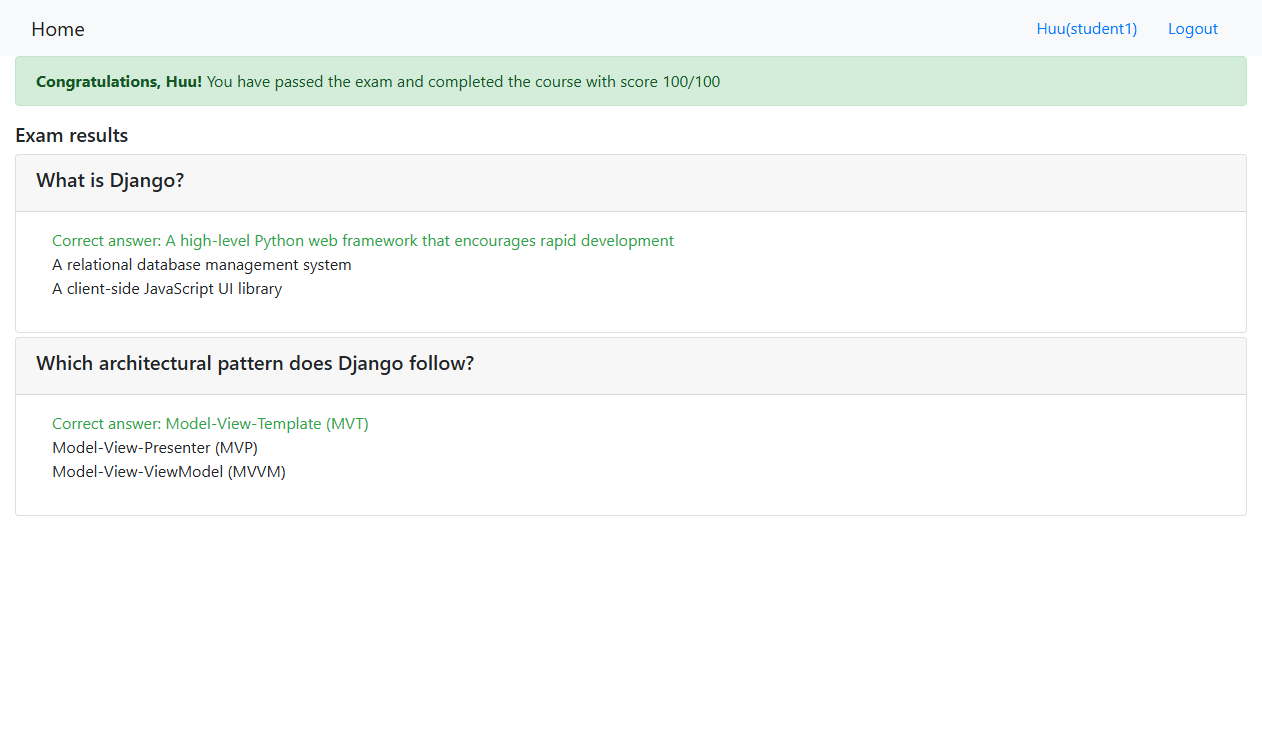 Home
Huu(student1)
Logout
Congratulations, Huu! You have passed the exam and completed the course with score 100/100
Exam results
What is Django?
Correct answer: A high-level Python web framework that encourages rapid development
A relational database management system
A client-side JavaScript UI library
Which architectural pattern does Django follow?
Correct answer: Model-View-Template (MVT)
Model-View-Presenter (MVP)
Model-View-ViewModel (MVVM)